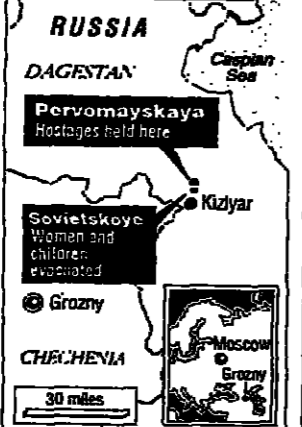 RUSSIA
DAGESTAN
Caspian
Sea
Pervomayskaya
Hostages held here
Kizlyar
Sovietskoye
Women and
children
evacuated
Grozny
CHECHENIA
Moscow
Grozny
30 miles